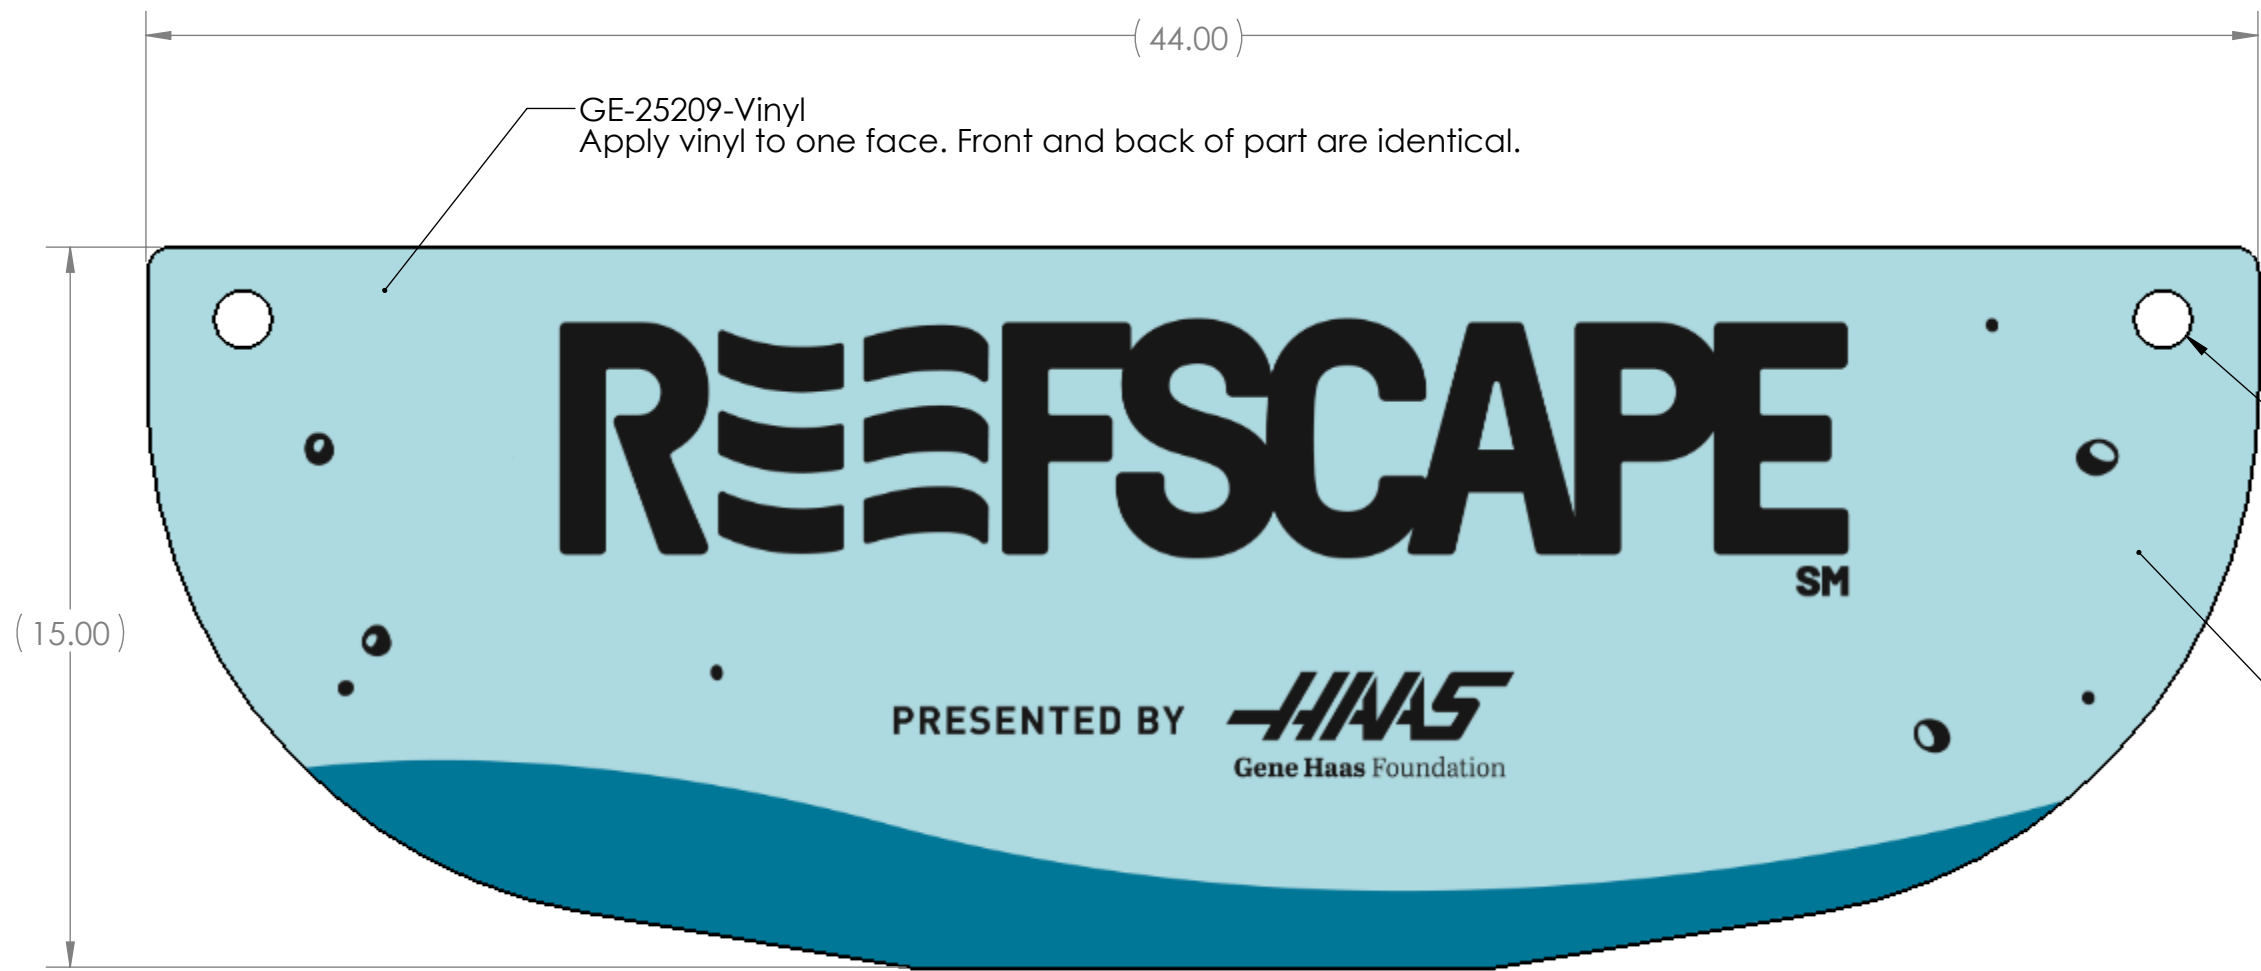 ( 44.00 )
GE-25209-Vinyl
Apply vinyl to one face. Front and back of part are identical.
REEFSCAPE
SM
( 15.00 )
PRESENTED BY HAAS
Gene Haas Foundation